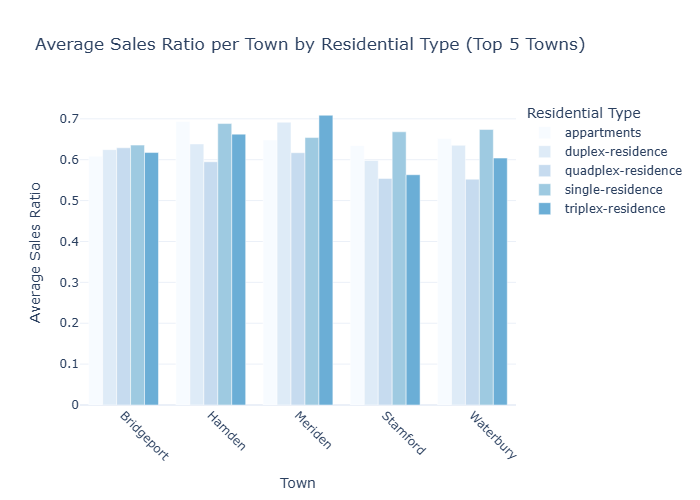 Average Sales Ratio per Town by Residential Type (Top 5 Towns)
Residential Type
appartments
duplex-residence
quadplex-residence
single-residence
triplex-residence
Average Sales Ratio
0.7
0.6
0.5
0.4
0.3
0.2
0.1
0
Bridgeport
Hamden
Meriden
Stamford
Waterbury
Town